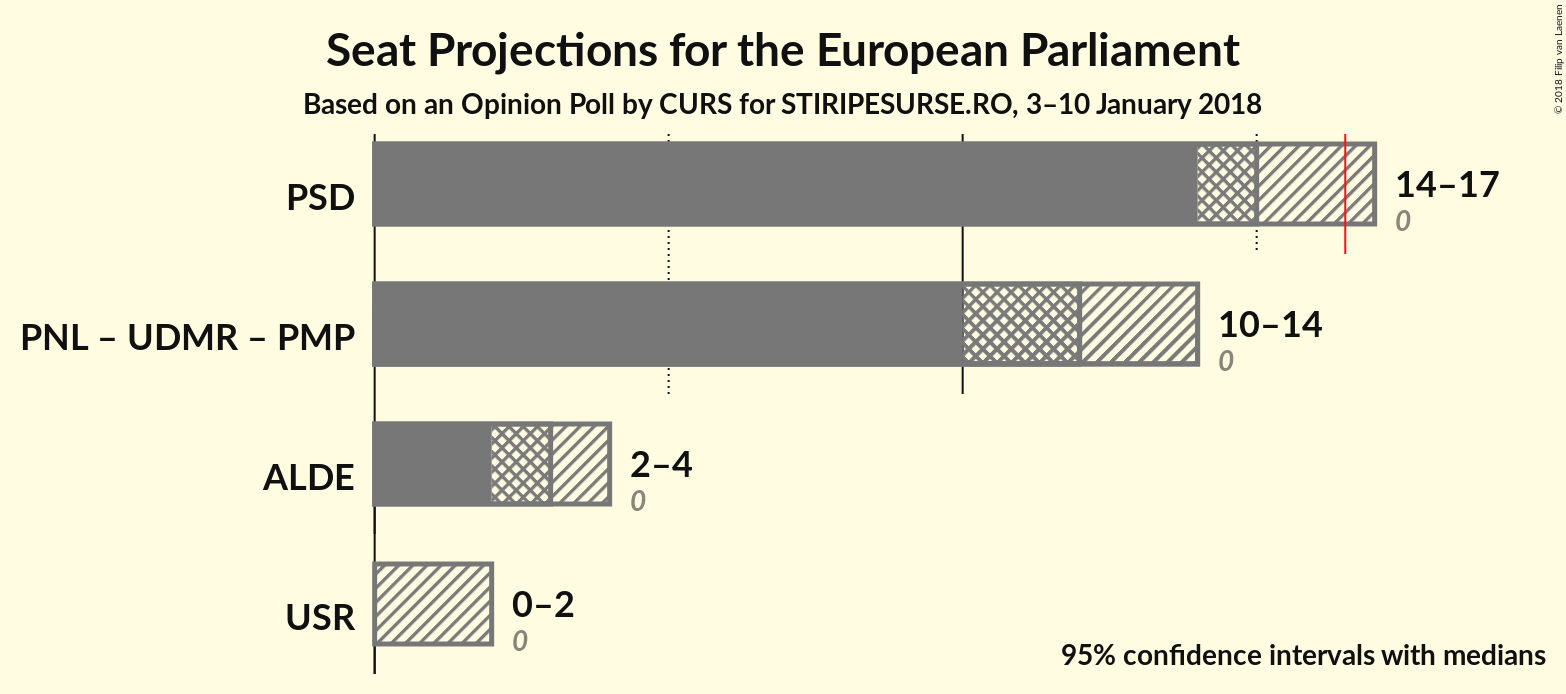 Seat Projections for the European Parliament
Based on an Opinion Poll by CURS for STIRIPESURSE.RO, 3–10 January 2018
© 2018 Filip van Laenen
PSD
14–17
0
PNL – UDMR – PMP
10–14
0
ALDE
2–4
0
USR
0–2
0
95% confidence intervals with medians